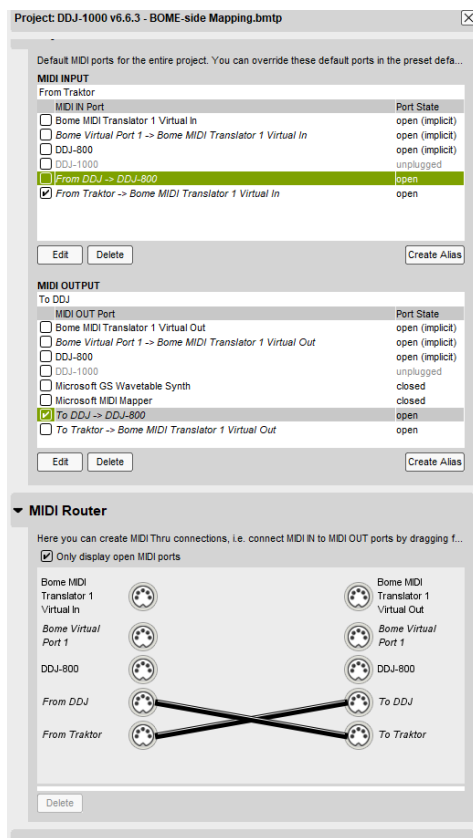 Project: DDJ-1000 v6.6.3 - BOME-side Mapping.bmtp
Default MIDI ports for the entire project. You can override these default ports in the preset defa...
MIDI INPUT
From Traktor
MIDI IN Port Port State
Bome MIDI Translator 1 Virtual In open (implicit)
Bome Virtual Port 1 -> Bome MIDI Translator 1 Virtual In open (implicit)
DDJ-800 open (implicit)
DDJ-1000 unplugged
From DDJ -> DDJ-800 open
From Traktor -> Bome MIDI Translator 1 Virtual In open
Edit Delete Create Alias
MIDI OUTPUT
To DDJ
MIDI OUT Port Port State
Bome MIDI Translator 1 Virtual Out open (implicit)
Bome Virtual Port 1 -> Bome MIDI Translator 1 Virtual Out open (implicit)
DDJ-800 open (implicit)
DDJ-1000 unplugged
Microsoft GS Wavetable Synth closed
Microsoft MIDI Mapper closed
To DDJ -> DDJ-800 open
To Traktor -> Bome MIDI Translator 1 Virtual Out open
Edit Delete Create Alias
MIDI Router
Here you can create MIDI Thru connections, i.e. connect MIDI IN to MIDI OUT ports by dragging f...
Only display open MIDI ports
Bome MIDI Bome MIDI
Translator 1 Translator 1
Virtual In Virtual Out
Bome Virtual Bome Virtual
Port 1 Port 1
DDJ-800 DDJ-800
From DDJ To DDJ
From Traktor To Traktor
Delete